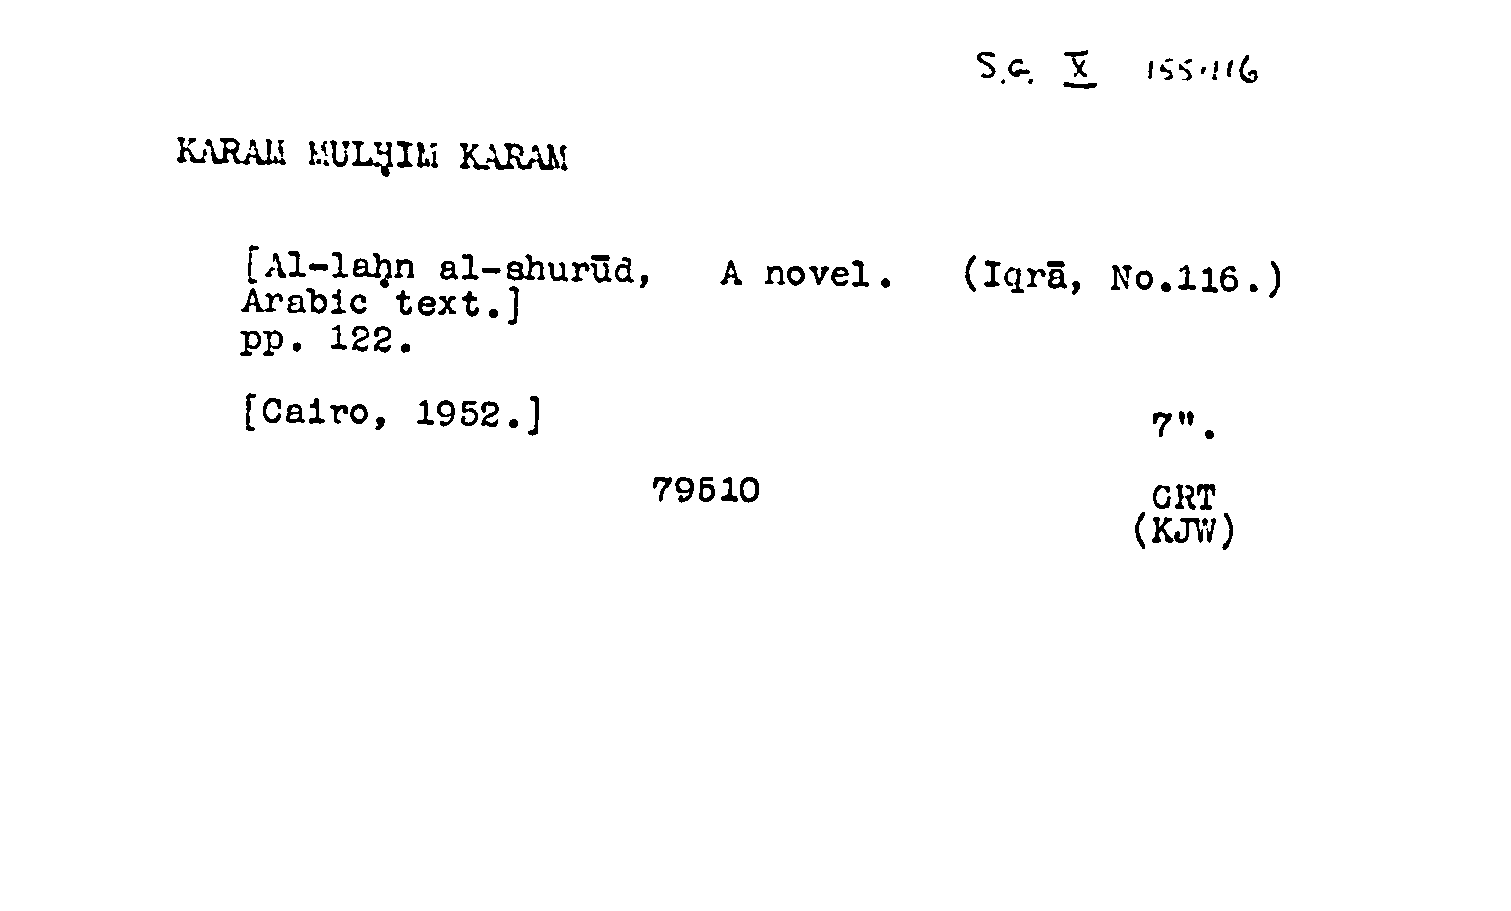 S.G. X 155.116
KARAM MULḤIM KARAM
[Al-laḥn al-shurūd, A novel. (Iqrā, No.116.)
Arabic text.]
pp. 122.
[Cairo, 1952.] 7".
79510 GRT
(KJW)